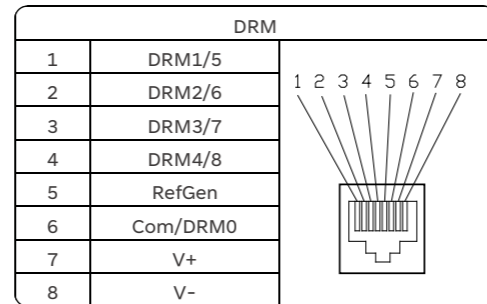 DRM
1 DRM1/5
2 DRM2/6
3 DRM3/7
4 DRM4/8
5 RefGen
6 Com/DRM0
7 V+
8 V-
1 2 3 4 5 6 7 8